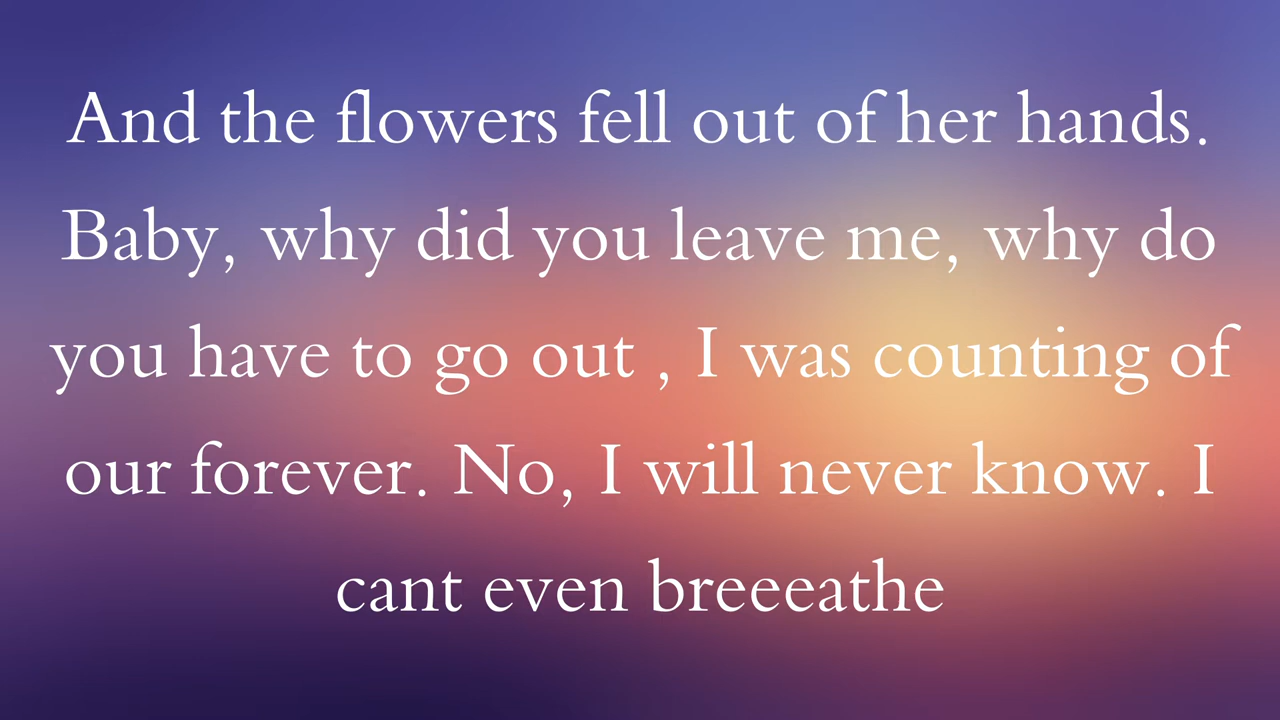 And the flowers fell out of her hands.
Baby, why did you leave me, why do
you have to go out , I was counting of
our forever. No, I will never know. I
cant even breeeathe